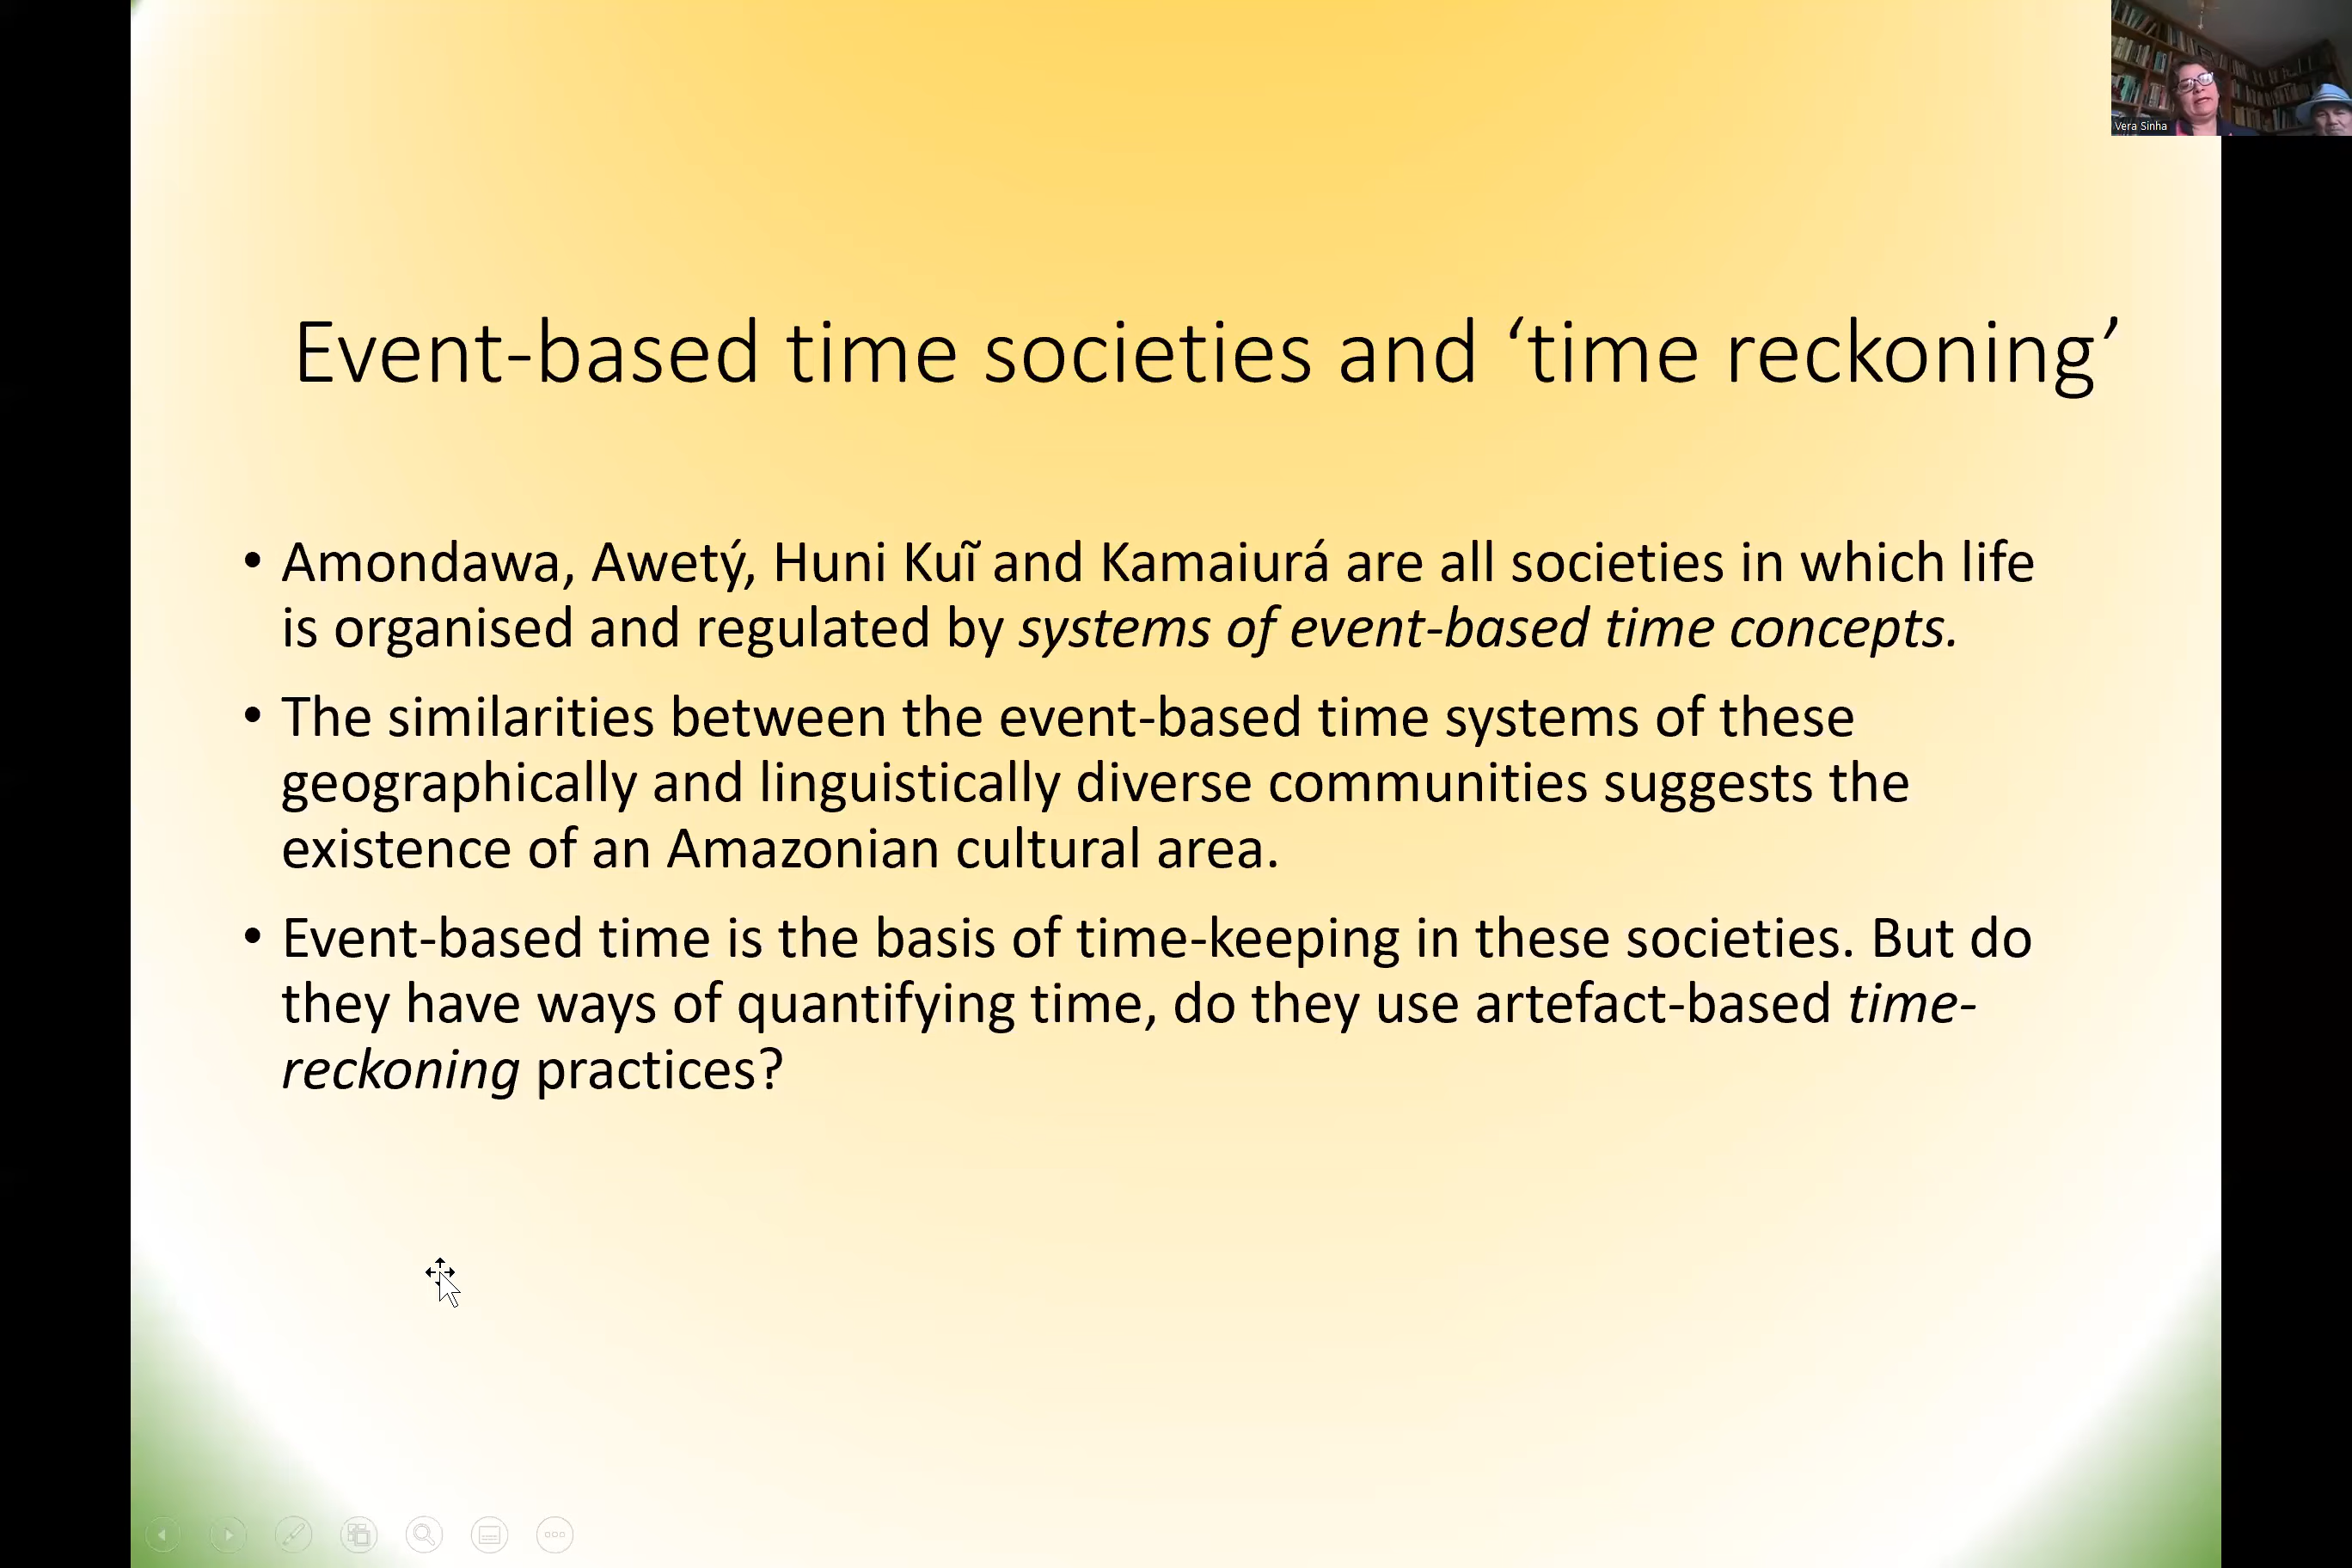 Vera Sinha
Event-based time societies and ‘time reckoning’
• Amondawa, Awetý, Huni Kuĩ and Kamaiurá are all societies in which life
is organised and regulated by systems of event-based time concepts.
• The similarities between the event-based time systems of these
geographically and linguistically diverse communities suggests the
existence of an Amazonian cultural area.
• Event-based time is the basis of time-keeping in these societies. But do
they have ways of quantifying time, do they use artefact-based time-
reckoning practices?